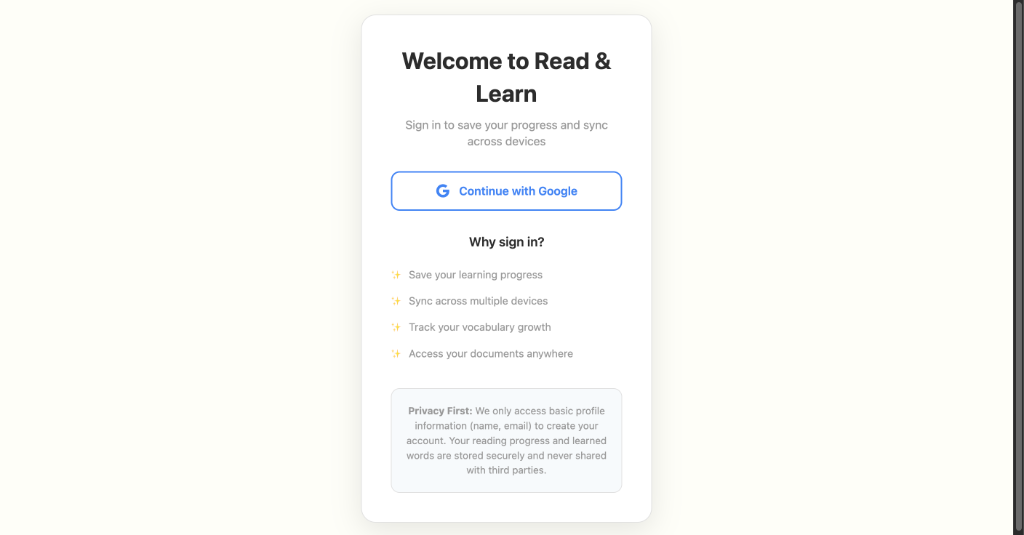 Welcome to Read &
Learn
Sign in to save your progress and sync
across devices
Continue with Google
Why sign in?
Save your learning progress
Sync across multiple devices
Track your vocabulary growth
Access your documents anywhere
Privacy First: We only access basic profile
information (name, email) to create your
account. Your reading progress and learned
words are stored securely and never shared
with third parties.